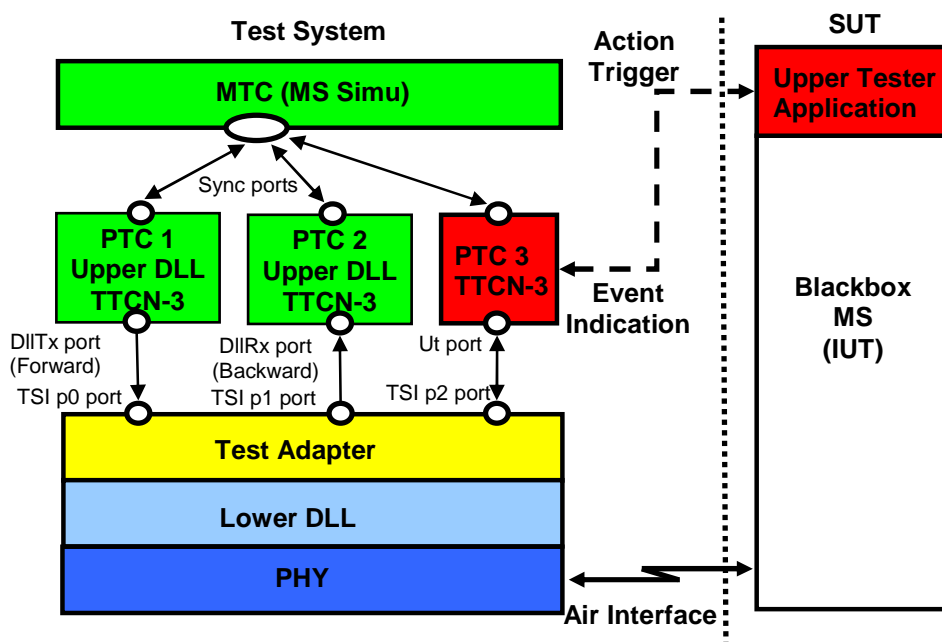 Test System
SUT
Action
Trigger
MTC (MS Simu)
Upper Tester
Application
Sync ports
PTC 1
Upper DLL
TTCN-3
PTC 2
Upper DLL
TTCN-3
PTC 3
TTCN-3
Event
Indication
Blackbox
MS
(IUT)
DllTx port
(Forward)
TSI p0 port
DllRx port
(Backward)
TSI p1 port
Ut port
TSI p2 port
Test Adapter
Lower DLL
PHY
Air Interface